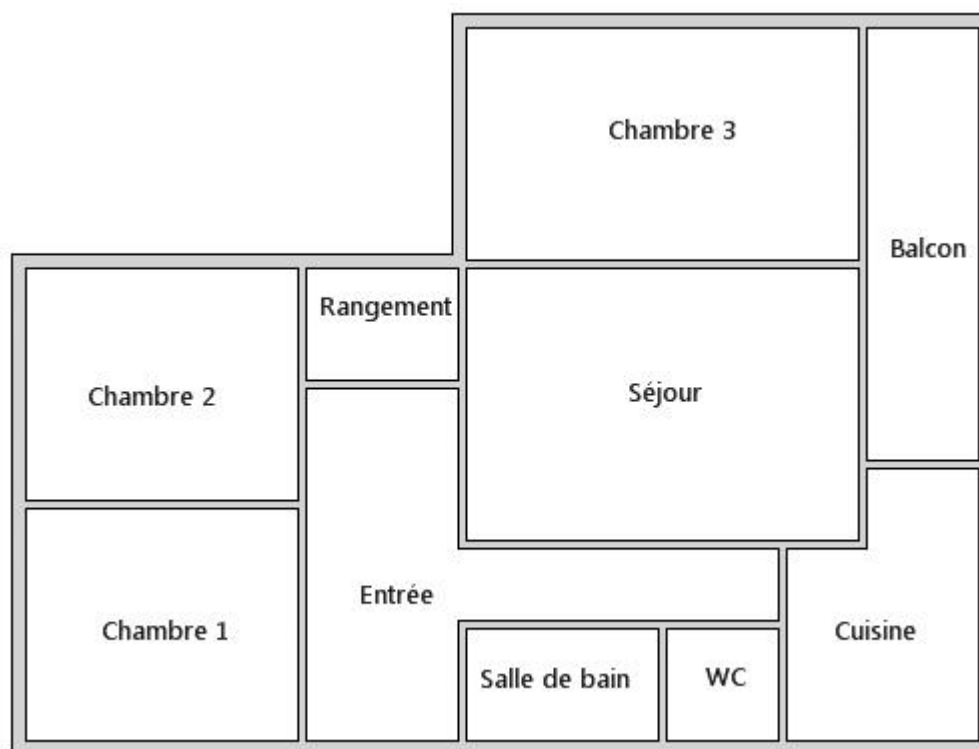 Chambre 3
Balcon
Rangement
Chambre 2
Séjour
Entrée
Chambre 1
Cuisine
Salle de bain
WC